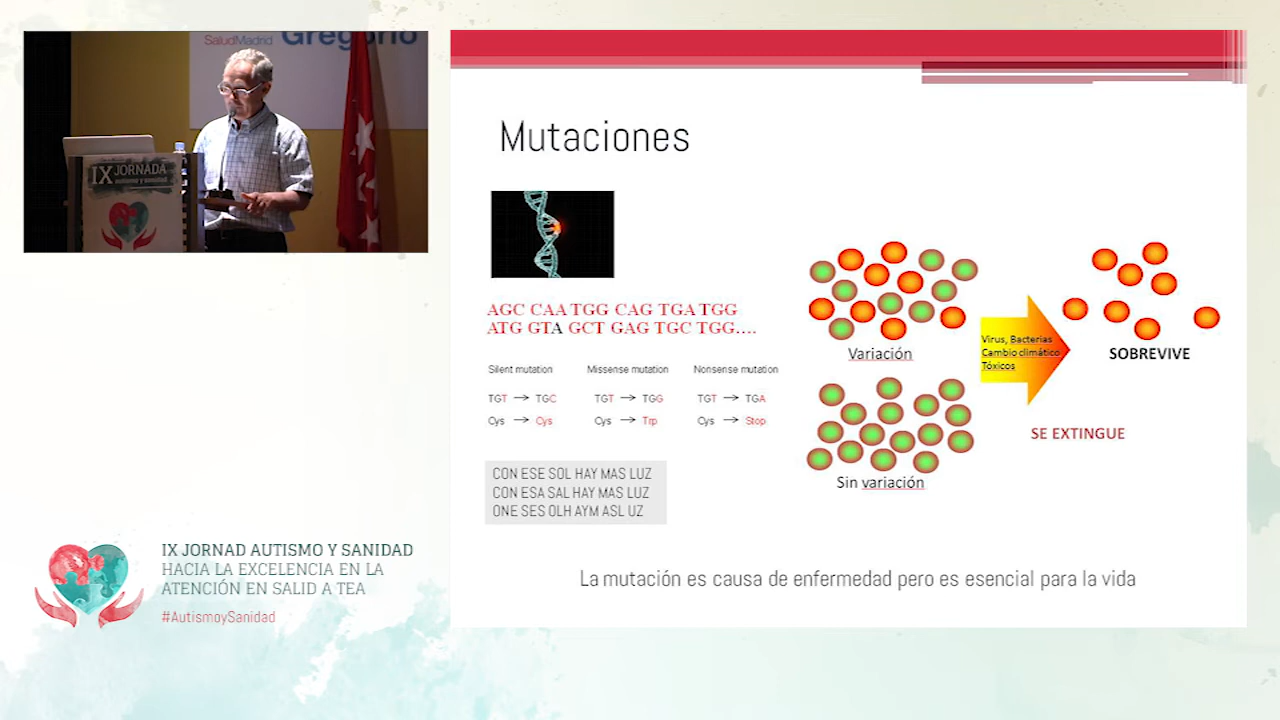 SaludMadrid
Gregorio
IX JORNADA
autismo y sanidad
Mutaciones
AGC CAA TGG CAG TGA TGG
ATG GTA GCT GAG TGC TGG....
Silent mutation Missense mutation Nonsense mutation
TGT → TGC TGT → TGG TGT → TGA
Cys → Cys Cys → Trp Cys → Stop
CON ESE SOL HAY MAS LUZ
CON ESA SAL HAY MAS LUZ
ONE SES OLH AYM ASL UZ
Variación
Virus, Bacterias
Cambio climático
Tóxicos
SOBREVIVE
SE EXTINGUE
Sin variación
La mutación es causa de enfermedad pero es esencial para la vida
IX JORNAD AUTISMO Y SANIDAD
HACIA LA EXCELENCIA EN LA
ATENCIÓN EN SALID A TEA
#AutismoySanidad